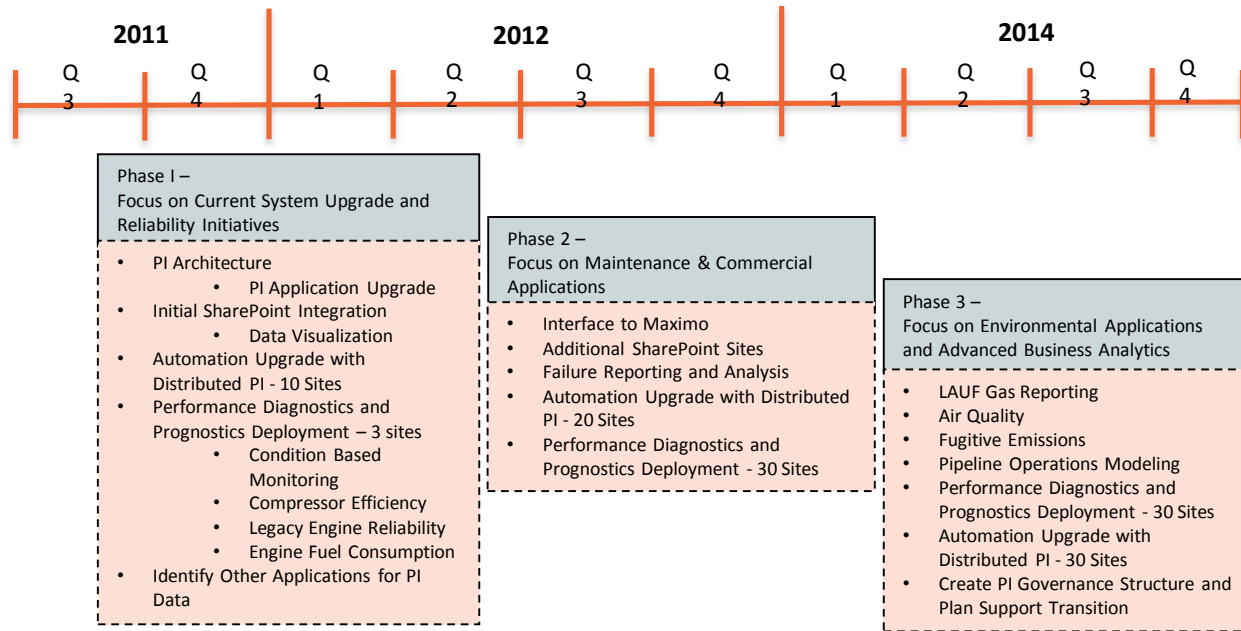 2011
2012
2014
Q
3
Q
4
Q
1
Q
2
Q
3
Q
4
Q
1
Q
2
Q
3
Q
4
Phase I –
Focus on Current System Upgrade and
Reliability Initiatives
• PI Architecture
• PI Application Upgrade
• Initial SharePoint Integration
• Data Visualization
• Automation Upgrade with
Distributed PI - 10 Sites
• Performance Diagnostics and
Prognostics Deployment – 3 sites
• Condition Based
Monitoring
• Compressor Efficiency
• Legacy Engine Reliability
• Engine Fuel Consumption
• Identify Other Applications for PI
Data
Phase 2 –
Focus on Maintenance & Commercial
Applications
• Interface to Maximo
• Additional SharePoint Sites
• Failure Reporting and Analysis
• Automation Upgrade with Distributed
PI - 20 Sites
• Performance Diagnostics and
Prognostics Deployment - 30 Sites
Phase 3 –
Focus on Environmental Applications
and Advanced Business Analytics
• LAUF Gas Reporting
• Air Quality
• Fugitive Emissions
• Pipeline Operations Modeling
• Performance Diagnostics and
Prognostics Deployment - 30 Sites
• Automation Upgrade with
Distributed PI - 30 Sites
• Create PI Governance Structure and
Plan Support Transition